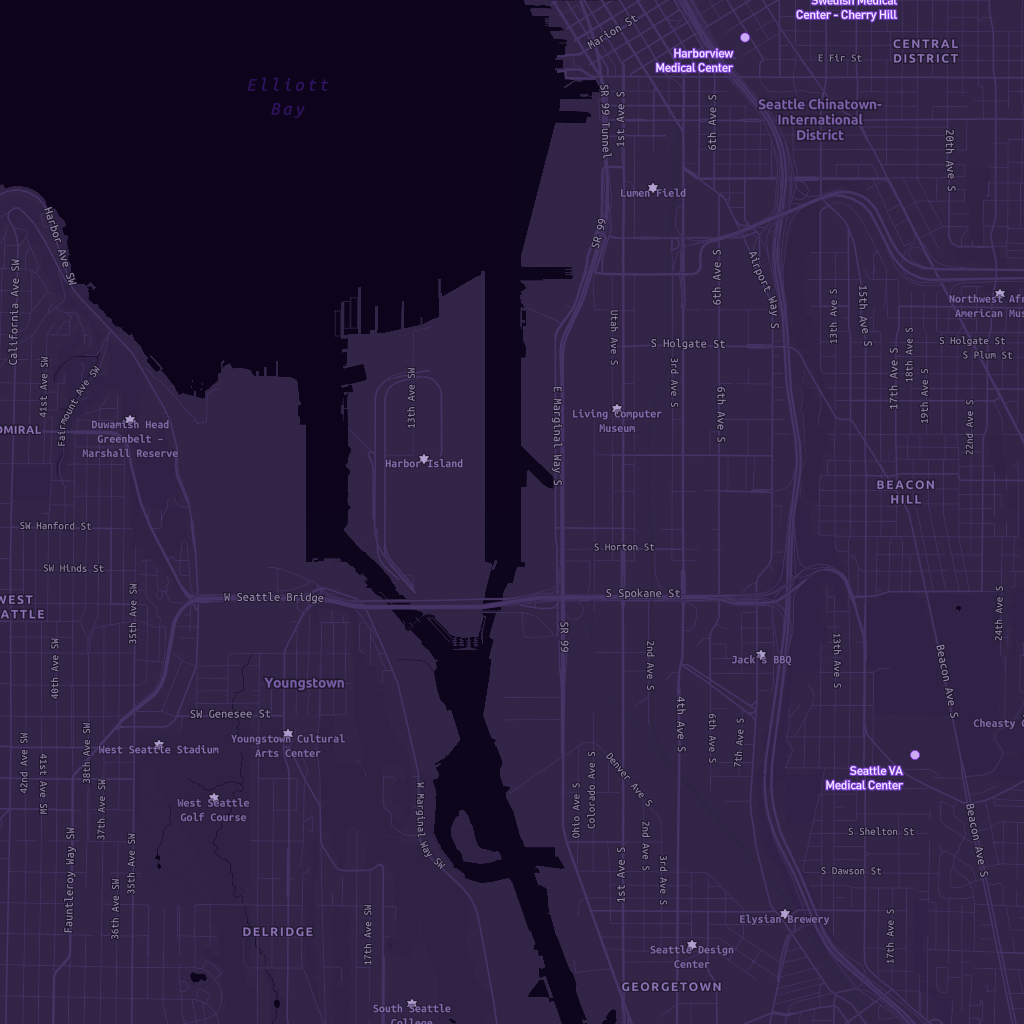 Swedish Medical
Center - Cherry Hill
Marion St
Harborview
Medical Center
CENTRAL
DISTRICT
E Fir St
Elliott
Bay
SR 99 Tunnel
1st Ave S
6th Ave S
Seattle Chinatown-
International
District
20th Ave S
Lumen Field
Harbor Ave SW
SR 99
California Ave SW
6th Ave S
Airport Way S
13th Ave S
15th Ave S
Northwest Afr
American Mus
Utah Ave S
S Holgate St
S Holgate St
S Plum St
41st Ave SW
Fairmount Ave SW
13th Ave SW
3rd Ave S
6th Ave S
17th Ave S
18th Ave S
19th Ave S
22nd Ave S
E Marginal Way S
Living Computer
Museum
DMIRAL
Duwamish Head
Greenbelt -
Marshall Reserve
Harbor Island
BEACON
HILL
SW Hanford St
S Horton St
SW Hinds St
WEST
ATTLE
35th Ave SW
W Seattle Bridge
S Spokane St
24th Ave S
SR 99
40th Ave SW
2nd Ave S
Jack's BBQ
13th Ave S
Beacon Ave S
Youngstown
SW Genesee St
4th Ave S
6th Ave S
7th Ave S
Cheasty G
42nd Ave SW
41st Ave SW
38th Ave SW
West Seattle Stadium
Youngstown Cultural
Arts Center
Seattle VA
Medical Center
37th Ave SW
West Seattle
Golf Course
W Marginal Way SW
Ohio Ave S
Colorado Ave S
Denver Ave S
2nd Ave S
Beacon Ave S
S Shelton St
Fauntleroy Way SW
35th Ave SW
36th Ave SW
1st Ave S
3rd Ave S
S Dawson St
17th Ave SW
DELRIDGE
Elysian Brewery
17th Ave S
Seattle Design
Center
GEORGETOWN
South Seattle
College